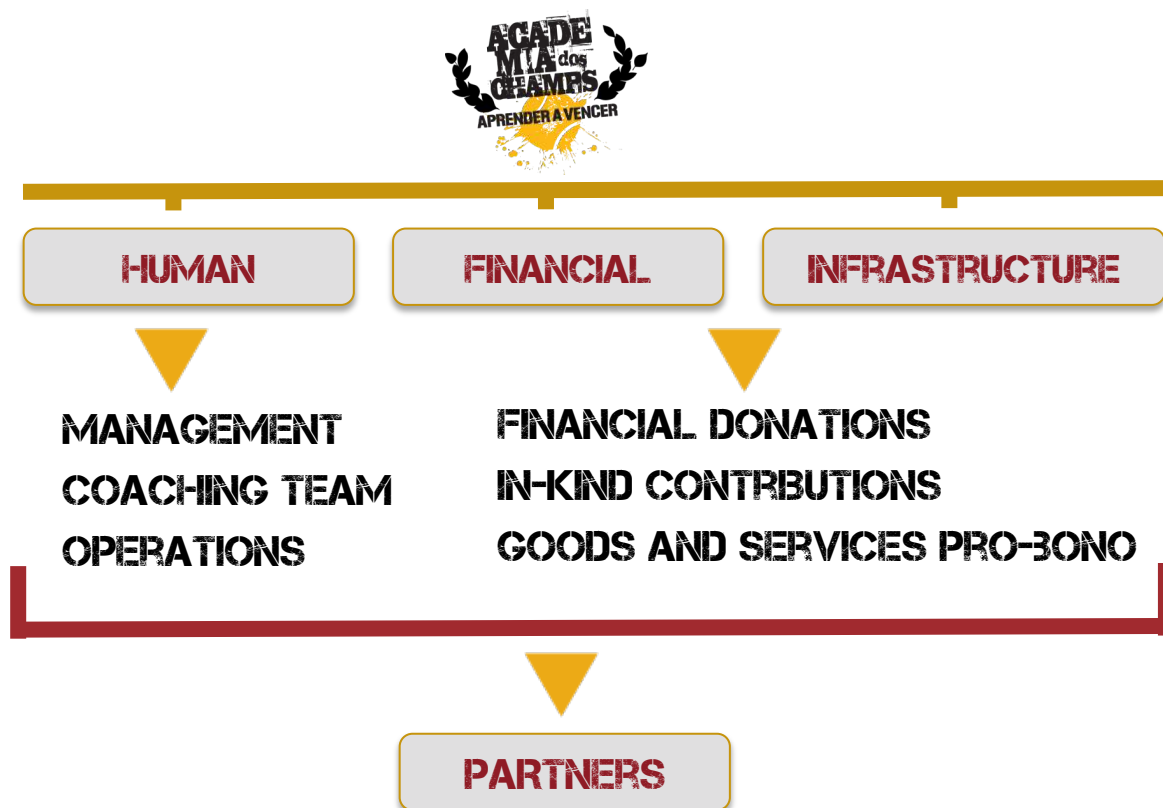 ACADE
MIA dos
CHAMPS
APRENDER A VENCER
HUMAN
FINANCIAL
INFRASTRUCTURE
MANAGEMENT
COACHING TEAM
OPERATIONS
FINANCIAL DONATIONS
IN-KIND CONTRBUTIONS
GOODS AND SERVICES PRO-BONO
PARTNERS